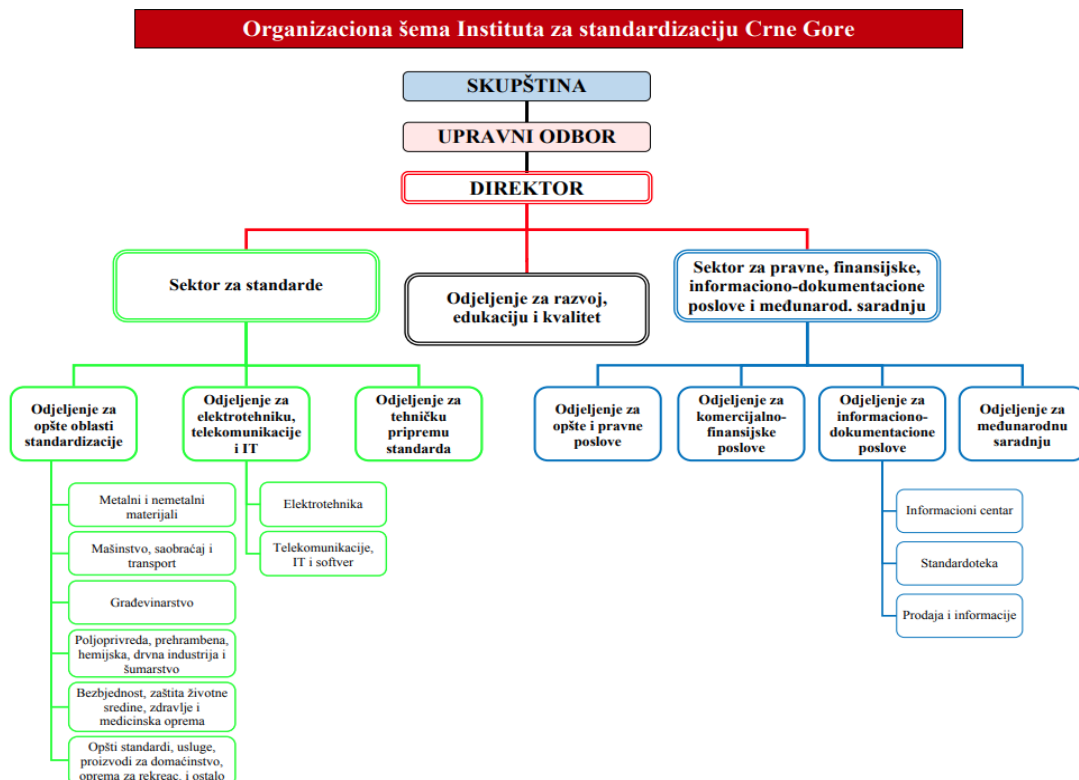 Organizaciona šema Instituta za standardizaciju Crne Gore
SKUPŠTINA
UPRAVNI ODBOR
DIREKTOR
Sektor za standarde
Odjeljenje za razvoj,
edukaciju i kvalitet
Sektor za pravne, finansijske,
informaciono-dokumentacione
poslove i međunarod. saradnju
Odjeljenje za
opšte oblasti
standardizacije
Odjeljenje za
elektrotehniku,
telekomunikacije
i IT
Odjeljenje za
tehničku
pripremu
standarda
Odjeljenje za
opšte i pravne
poslove
Odjeljenje za
komercijalno-
finansijske
poslove
Odjeljenje za
informaciono-
dokumentacione
poslove
Odjeljenje za
međunarodnu
saradnju
Metalni i nemetalni
materijali
Mašinstvo, saobraćaj i
transport
Građevinarstvo
Poljoprivreda, prehrambena,
hemijska, drvna industrija i
šumarstvo
Bezbjednost, zaštita životne
sredine, zdravlje i
medicinska oprema
Opšti standardi, usluge,
proizvodi za domaćinstvo,
oprema za rekreac. i ostalo
Elektrotehnika
Telekomunikacije,
IT i softver
Informacioni centar
Standardoteka
Prodaja i informacije